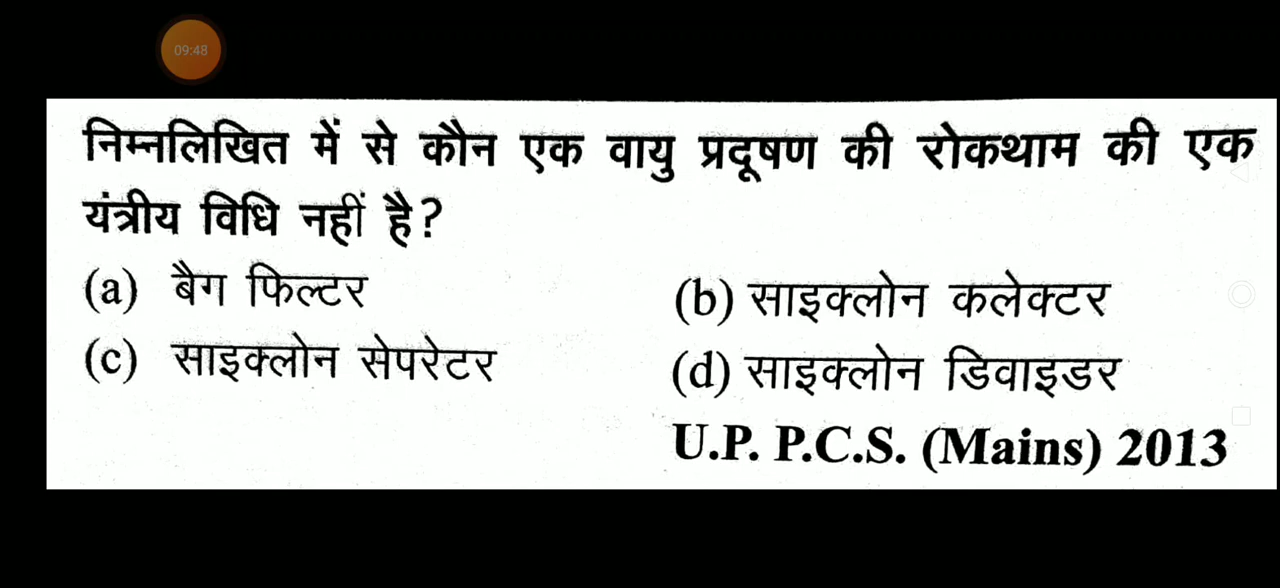 09:48
निम्नलिखित में से कौन एक वायु प्रदूषण की रोकथाम की एक
यंत्रीय विधि नहीं है?
(a) बैग फिल्टर (b) साइक्लोन कलेक्टर
(c) साइक्लोन सेपरेटर (d) साइक्लोन डिवाइडर
U.P. P.C.S. (Mains) 2013